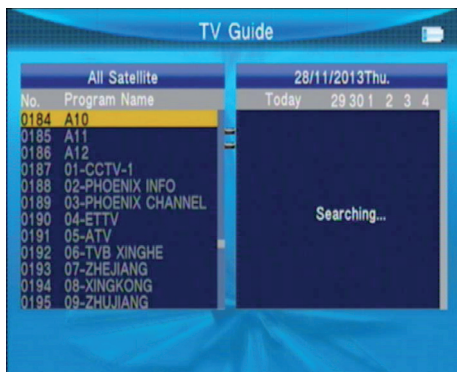 TV Guide
All Satellite
No. Program Name
0184 A10
0185 A11
0186 A12
0187 01-CCTV-1
0188 02-PHOENIX INFO
0189 03-PHOENIX CHANNEL
0190 04-ETTV
0191 05-ATV
0192 06-TVB XINGHE
0193 07-ZHEJIANG
0194 08-XINGKONG
0195 09-ZHUJIANG
28/11/2013Thu.
Today 29 30 1 2 3 4
Searching...